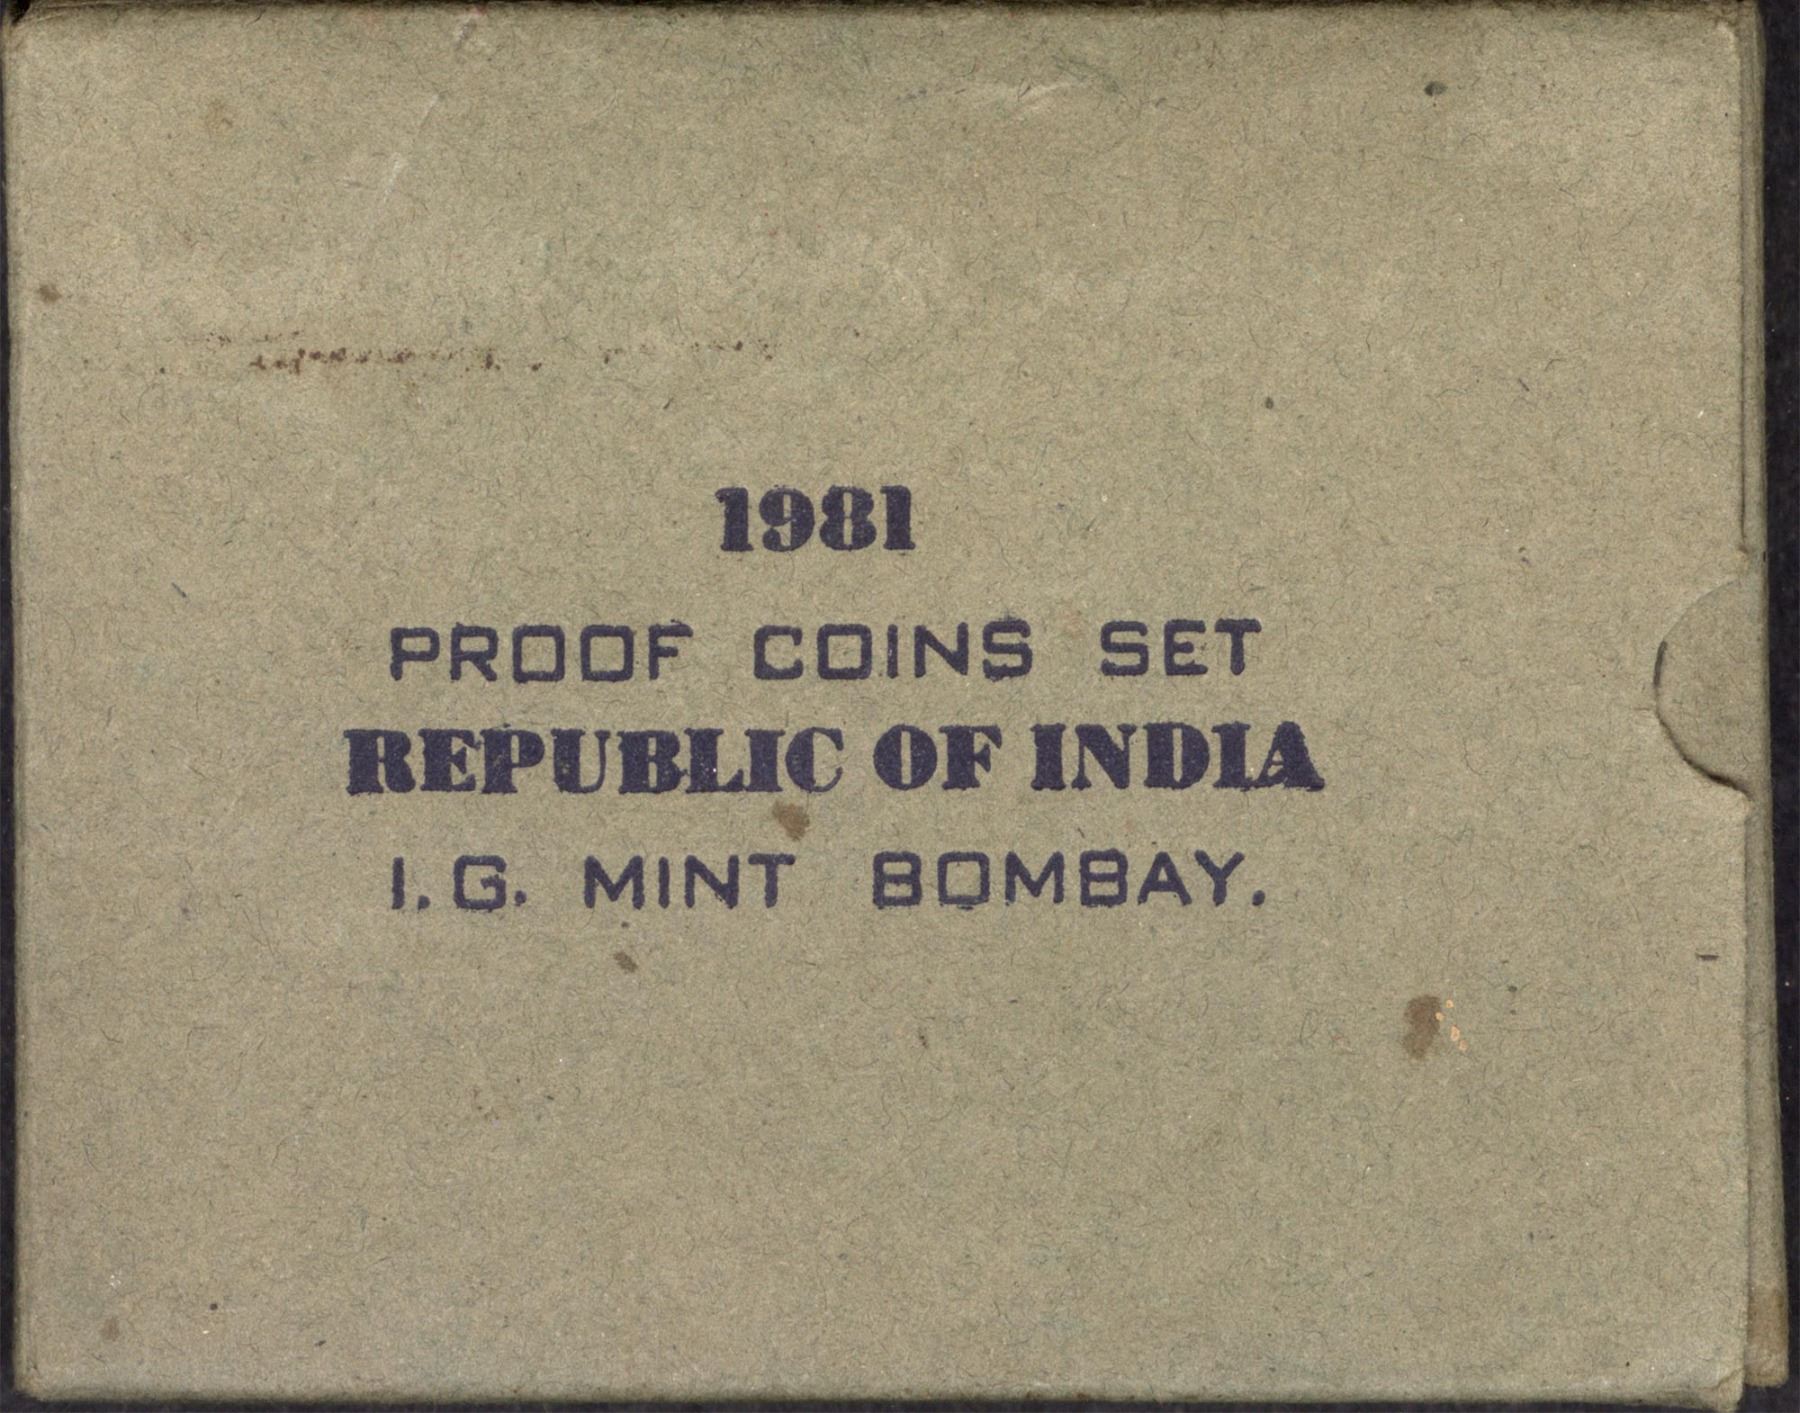 1981
PROOF COINS SET
REPUBLIC OF INDIA
I.G. MINT BOMBAY.